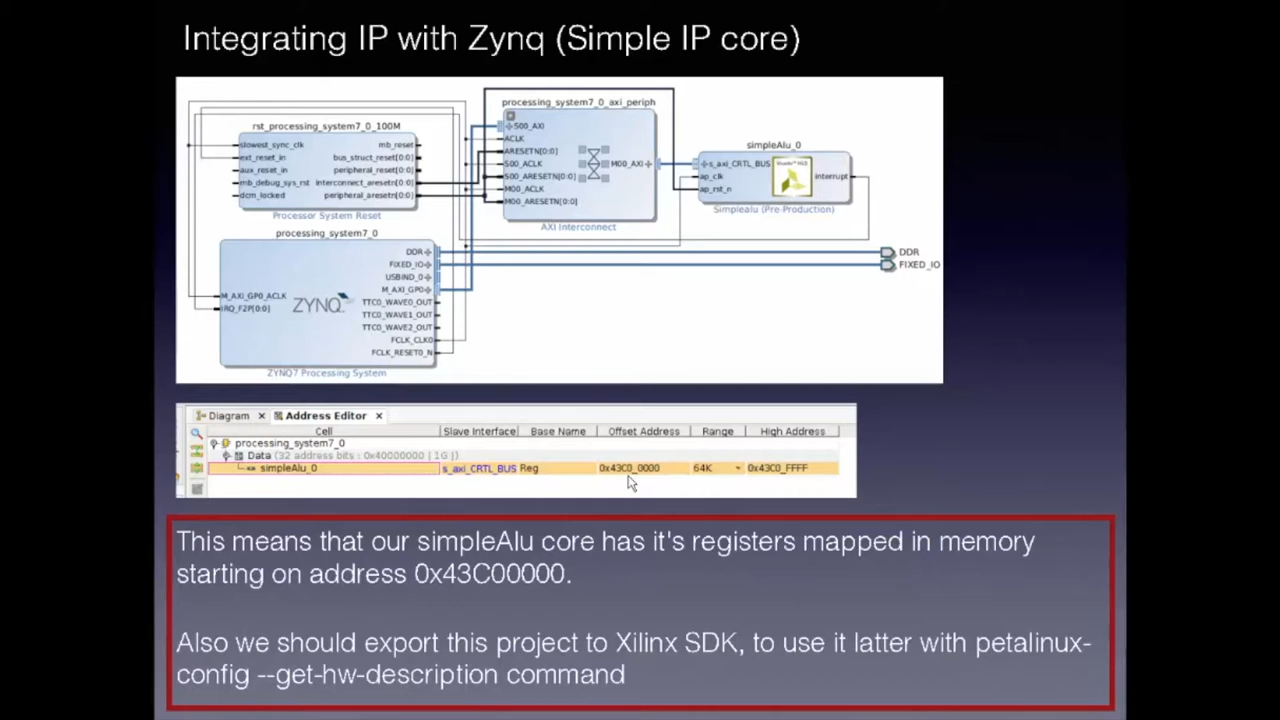 Integrating IP with Zynq (Simple IP core)
rst_processing_system7_0_100M
slowest_sync_clk
ext_reset_in
aux_reset_in
mb_debug_sys_rst
dcm_locked
mb_reset
bus_struct_reset[0:0]
peripheral_reset[0:0]
interconnect_aresetn[0:0]
peripheral_aresetn[0:0]
Processor System Reset
processing_system7_0_axi_periph
S00_AXI
ACLK
ARESETN[0:0]
S00_ACLK
S00_ARESETN[0:0]
M00_ACLK
M00_ARESETN[0:0]
M00_AXI
AXI Interconnect
simpleAlu_0
s_axi_CRTL_BUS
ap_clk
ap_rst_n
interrupt
Simplealu (Pre-Production)
processing_system7_0
M_AXI_GP0_ACLK
IRQ_F2P[0:0]
ZYNQ
DDR
FIXED_IO
USBIND_0
M_AXI_GP0
TTC0_WAVE0_OUT
TTC0_WAVE1_OUT
TTC0_WAVE2_OUT
FCLK_CLK0
FCLK_RESET0_N
ZYNQ7 Processing System
DDR
FIXED_IO
Diagram × Address Editor ×
Cell Slave Interface Base Name Offset Address Range High Address
processing_system7_0
Data (32 address bits : 0x40000000 [ 1G ])
simpleAlu_0 s_axi_CRTL_BUS Reg 0x43C0_0000 64K 0x43C0_FFFF
This means that our simpleAlu core has it's registers mapped in memory
starting on address 0x43C00000.
Also we should export this project to Xilinx SDK, to use it latter with petalinux-
config --get-hw-description command